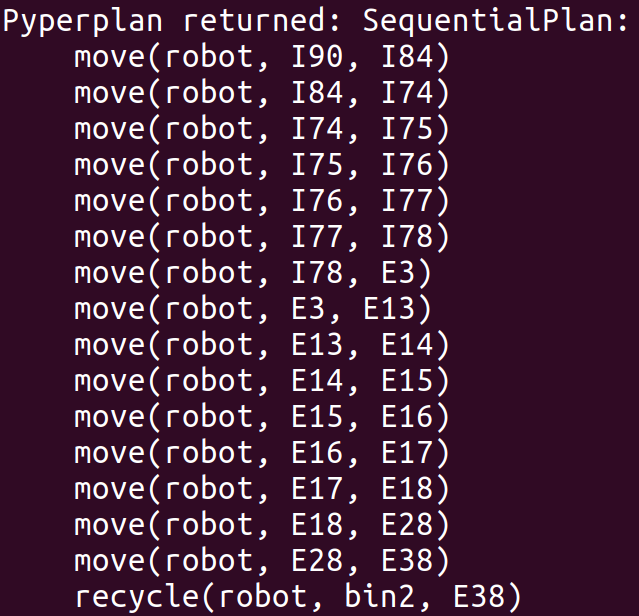 Pyperplan returned: SequentialPlan:
    move(robot, I90, I84)
    move(robot, I84, I74)
    move(robot, I74, I75)
    move(robot, I75, I76)
    move(robot, I76, I77)
    move(robot, I77, I78)
    move(robot, I78, E3)
    move(robot, E3, E13)
    move(robot, E13, E14)
    move(robot, E14, E15)
    move(robot, E15, E16)
    move(robot, E16, E17)
    move(robot, E17, E18)
    move(robot, E18, E28)
    move(robot, E28, E38)
    recycle(robot, bin2, E38)